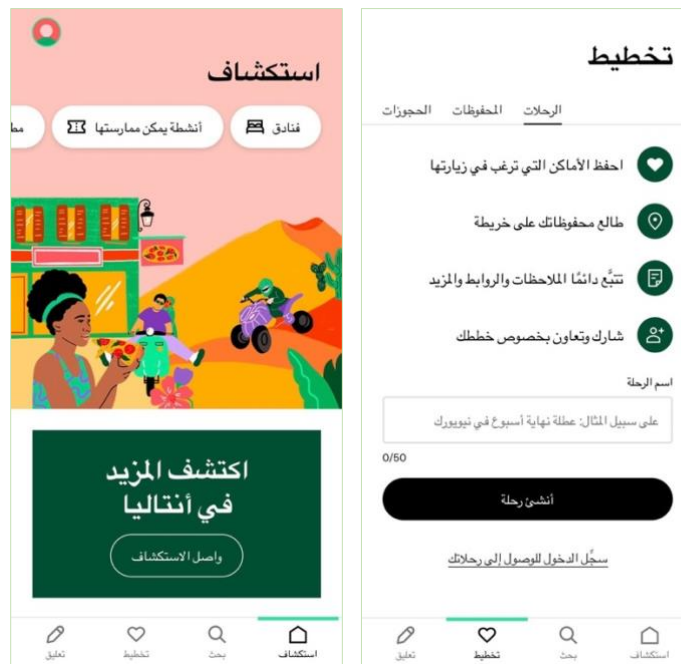 استكشاف
فنادق
أنشطة يمكن ممارستها
مط
اكتشف المزيد
في أنتاليا
واصل الاستكشاف
استكشاف
بحث
تخطيط
تعليق
تخطيط
الرحلات
المحفوظات
الحجوزات
احفظ الأماكن التي ترغب في زيارتها
طالع محفوظاتك على خريطة
تتبَّع دائمًا الملاحظات والروابط والمزيد
شارك وتعاون بخصوص خططك
اسم الرحلة
على سبيل المثال: عطلة نهاية أسبوع في نيويورك
0/50
أنشئ رحلة
سجِّل الدخول للوصول إلى رحلاتك
استكشاف
بحث
تخطيط
تعليق